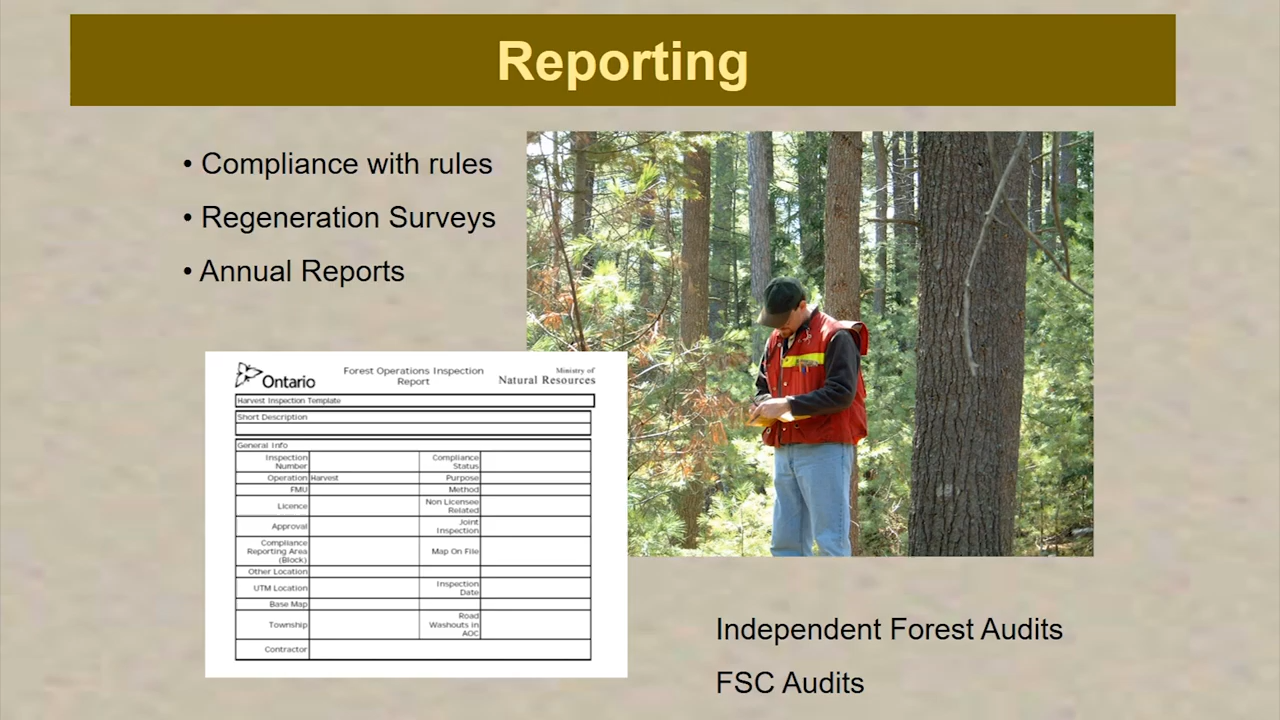 Reporting
• Compliance with rules
• Regeneration Surveys
• Annual Reports
Ontario
Forest Operations Inspection
Report
Ministry of
Natural Resources
Harvest Inspection Template
Short Description
General Info
Inspection
Number
Compliance
Status
Operation Harvest
Purpose
FMU
Method
Licence
Non Licensee
Related
Approval
Joint
Inspection
Compliance
Reporting Area
(Block)
Map On File
Other Location
UTM Location
Inspection
Date
Base Map
Township
Road
Washouts in
AOC
Contractor
Independent Forest Audits
FSC Audits